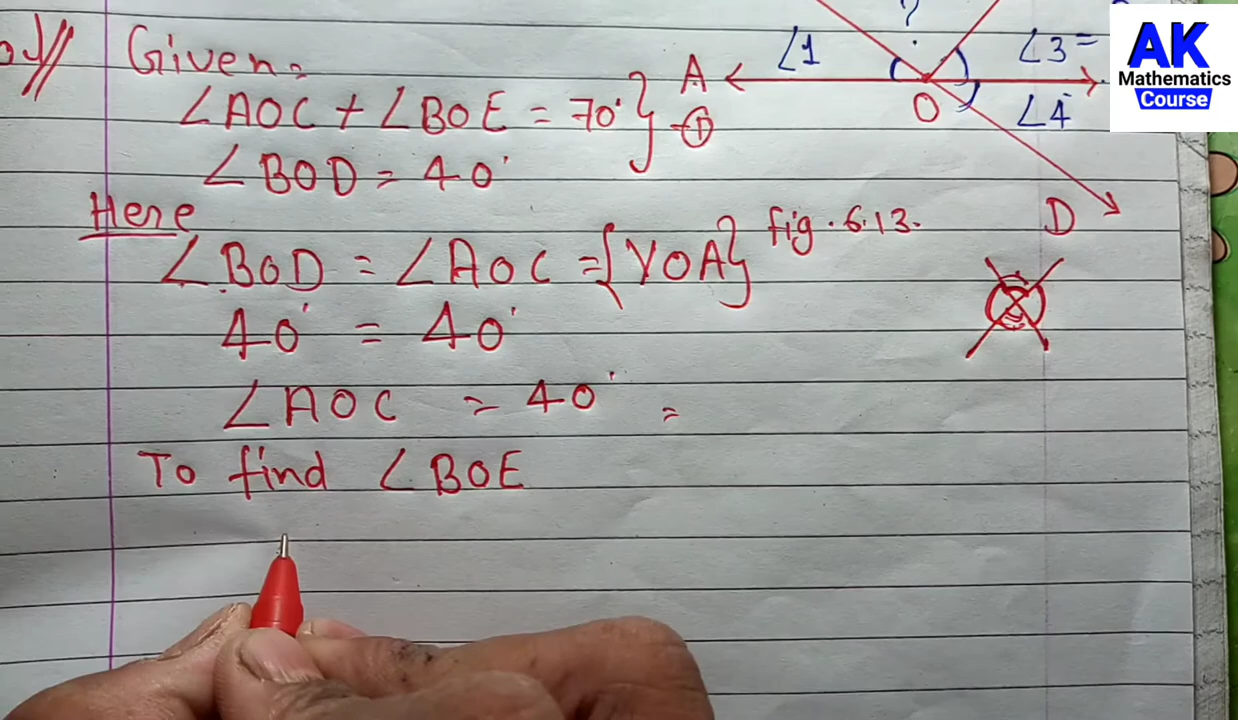 Given:
∠AOC + ∠BOE = 70° } -①
∠BOD = 40°
Here
∠BOD = ∠AOC = {VOA}
40° = 40°
∠AOC = 40° =
To find ∠BOE
?
∠1
∠3=
A
O
∠4
D
fig. 6.13.
AK
Mathematics
Course